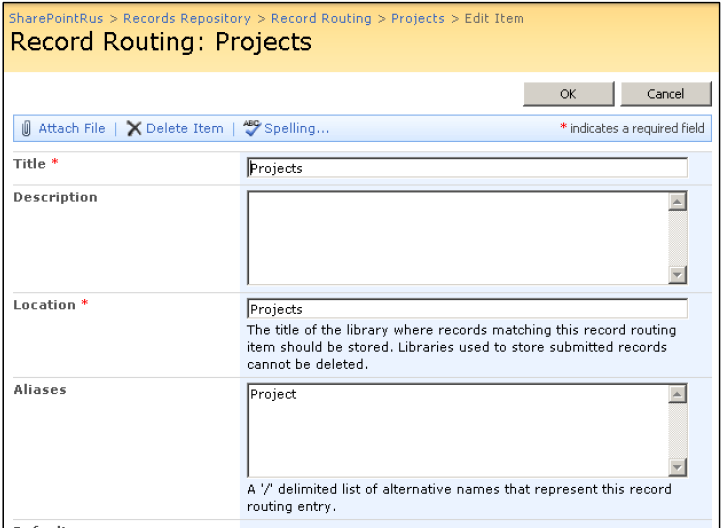 SharePointRus > Records Repository > Record Routing > Projects > Edit Item
Record Routing: Projects
OK Cancel
Attach File | Delete Item | ABC Spelling... * indicates a required field
Title * Projects
Description
Location * Projects
The title of the library where records matching this record routing
item should be stored. Libraries used to store submitted records
cannot be deleted.
Aliases Project
A '/' delimited list of alternative names that represent this record
routing entry.